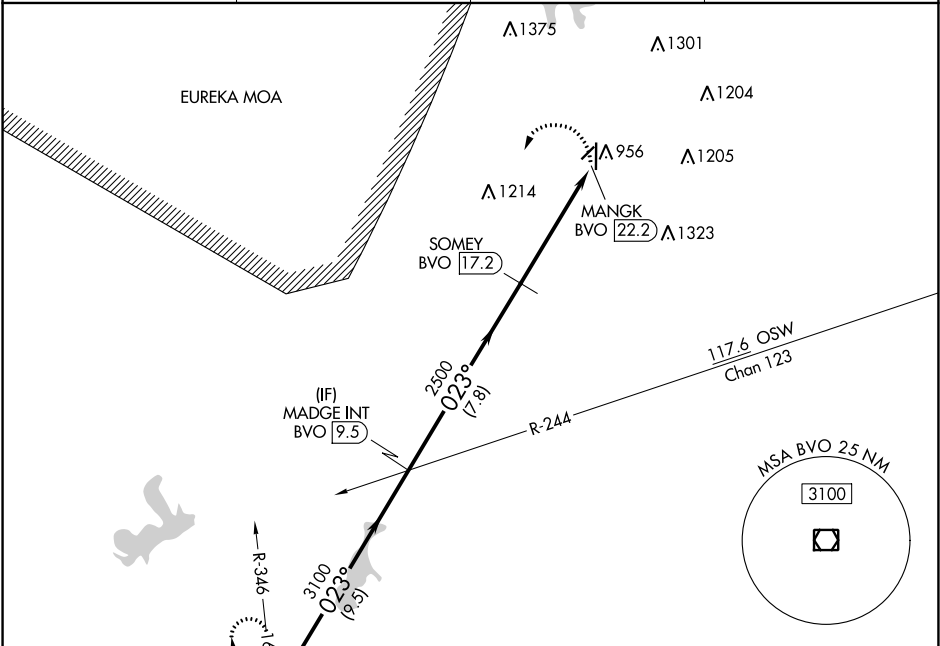 1375
1301
EUREKA MOA
1204
956
1205
1214
MANGK
BVO 22.2
1323
SOMEY
BVO 17.2
117.6 OSW
Chan 123
2500
023°
(7.8)
(IF)
MADGE INT
BVO 9.5
R-244
MSA BVO 25 NM
3100
R-346
3100
023°
(9.5)